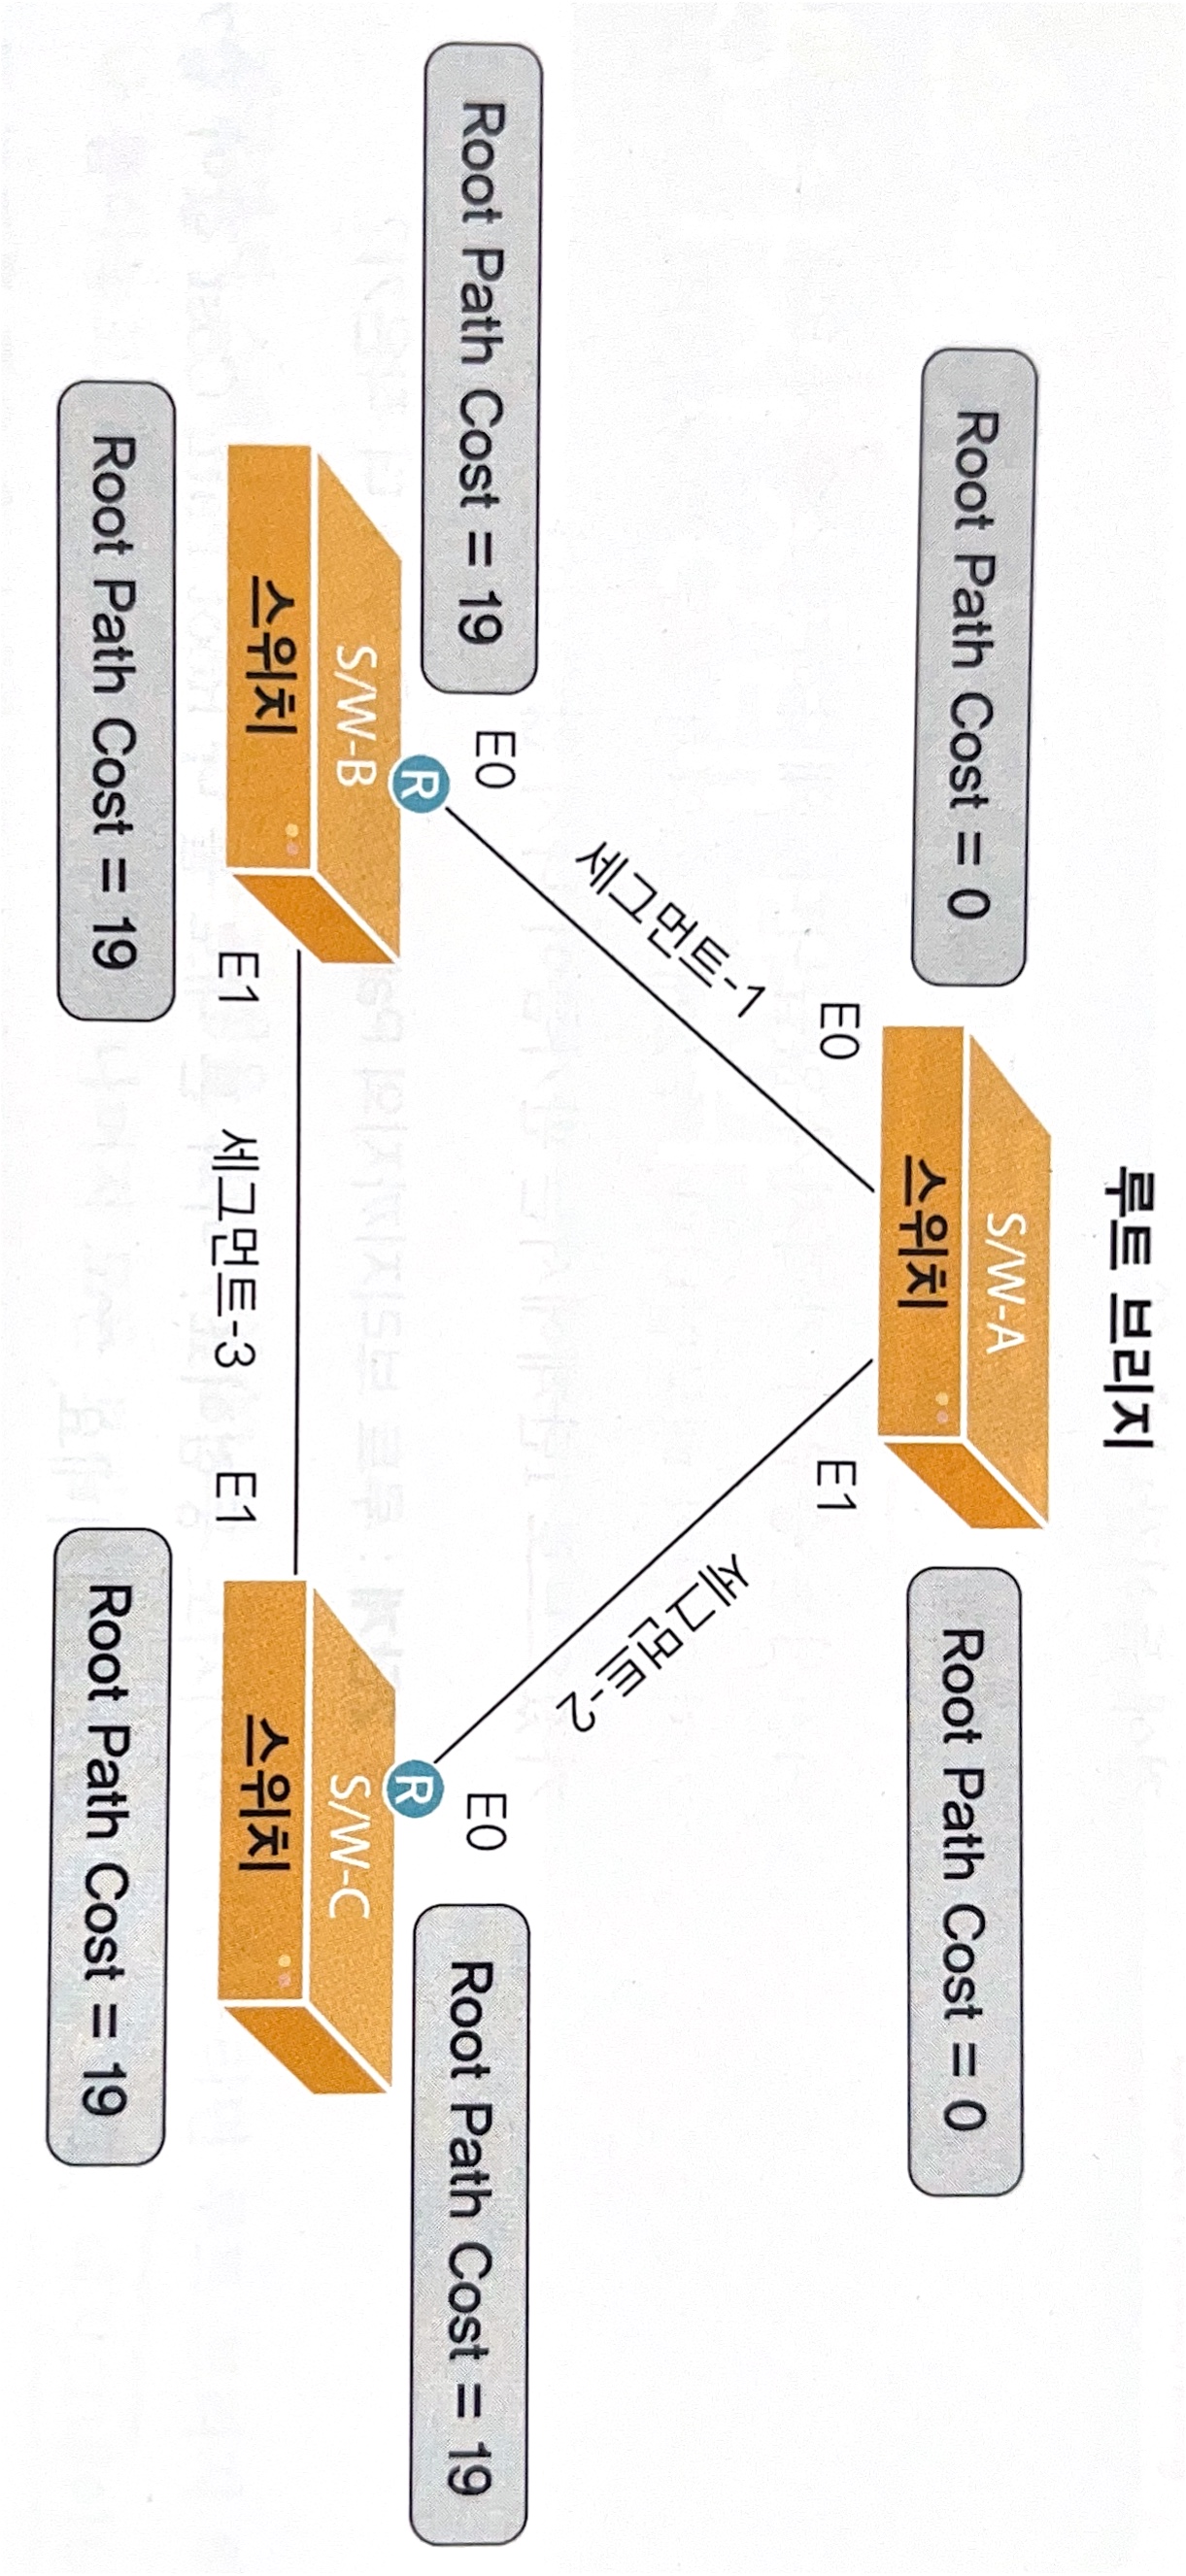 루트 브리지
Root Path Cost = 0
S/W-A
스위치
Root Path Cost = 0
E0
E1
세그먼트-1
세그먼트-2
Root Path Cost = 19
E0
R
E0
R
Root Path Cost = 19
S/W-B
스위치
S/W-C
스위치
E1
세그먼트-3
E1
Root Path Cost = 19
Root Path Cost = 19